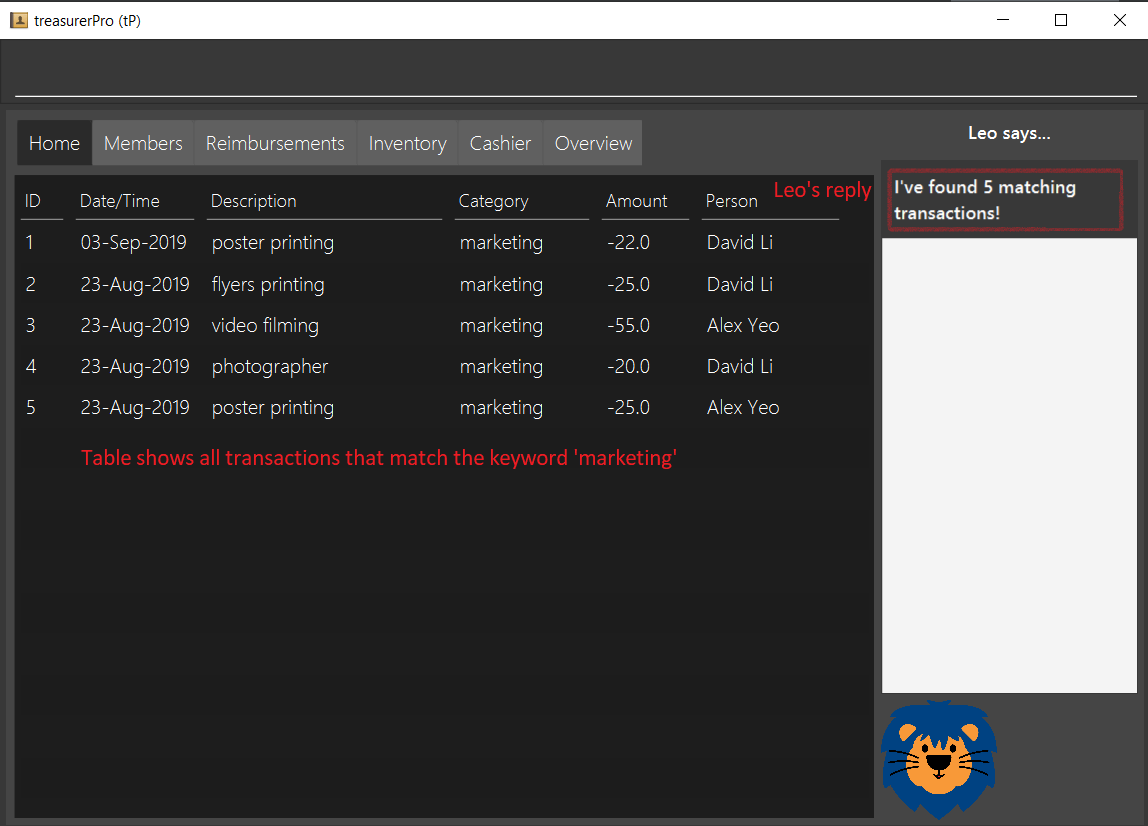 treasurerPro (tP)
Home Members Reimbursements Inventory Cashier Overview
Leo says...
I've found 5 matching
transactions!
Leo's reply
ID Date/Time Description Category Amount Person
1 03-Sep-2019 poster printing marketing -22.0 David Li
2 23-Aug-2019 flyers printing marketing -25.0 David Li
3 23-Aug-2019 video filming marketing -55.0 Alex Yeo
4 23-Aug-2019 photographer marketing -20.0 David Li
5 23-Aug-2019 poster printing marketing -25.0 Alex Yeo
Table shows all transactions that match the keyword 'marketing'